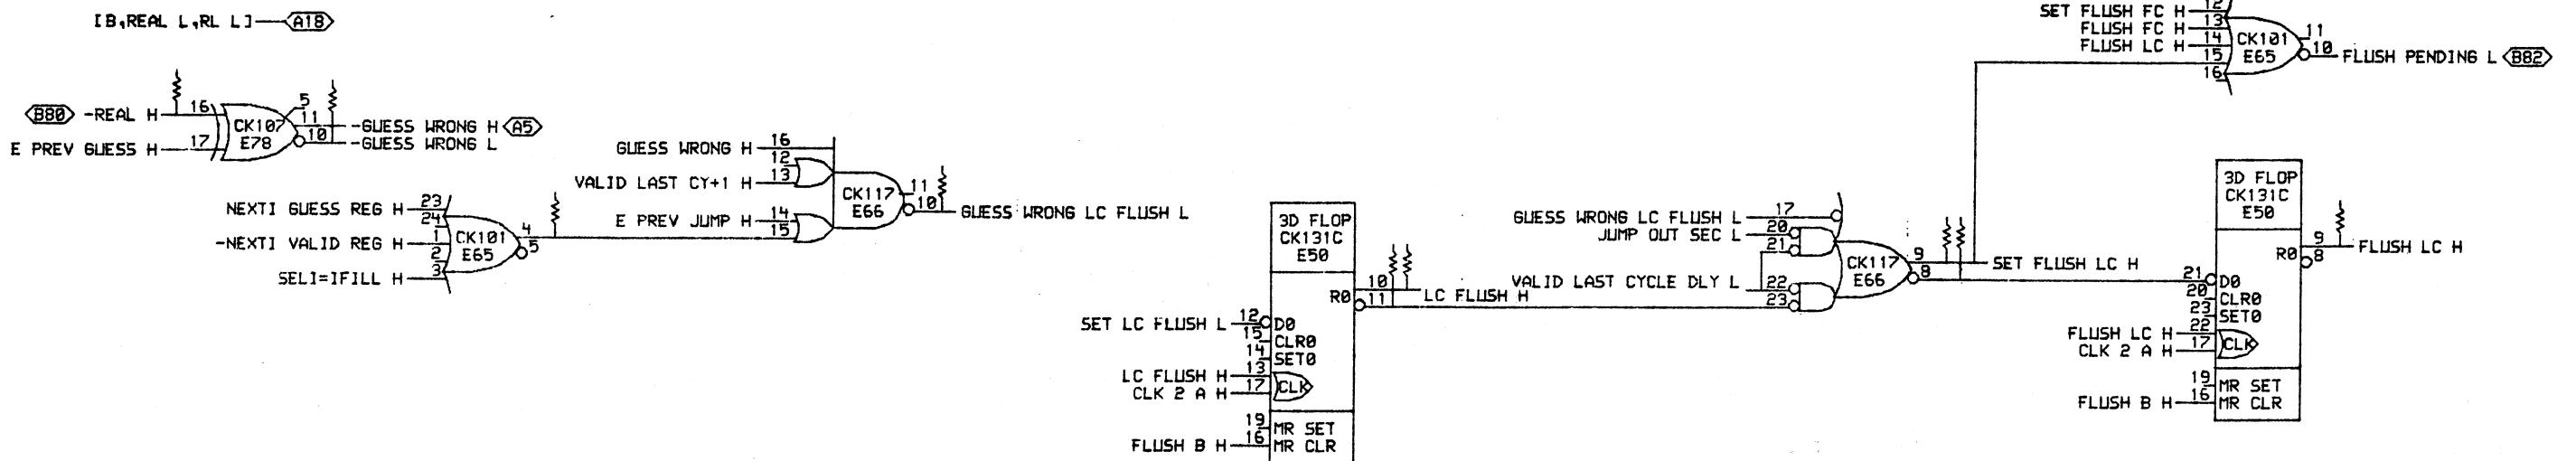 [B,REAL L,RL L] A18
B80 -REAL H 16
E PREV GUESS H 17
CK107
E78
5
11 -GUESS WRONG H A5
10 -GUESS WRONG L
NEXTI GUESS REG H 23
24
-NEXTI VALID REG H 1
2
SELI=IFILL H 3
CK101
E65
4
5
GUESS WRONG H 16
12
VALID LAST CY+1 H 13
E PREV JUMP H 14
15
CK117
E66
11
10 GUESS WRONG LC FLUSH L
3D FLOP
CK131C
E50
R0 10 LC FLUSH H
11
SET LC FLUSH L 12 D0
15 CLR0
14 SET0
LC FLUSH H 13
CLK 2 A H 17 CLK
19 MR SET
FLUSH B H 16 MR CLR
GUESS WRONG LC FLUSH L 17
JUMP OUT SEC L 20
21
VALID LAST CYCLE DLY L 22
23
CK117
E66
9 SET FLUSH LC H
8
SET FLUSH FC H 12
FLUSH FC H 13
FLUSH LC H 14
15
16
CK101
E65
11
10 FLUSH PENDING L B82
3D FLOP
CK131C
E50
R0 9 FLUSH LC H
8
21 D0
20 CLR0
23 SET0
FLUSH LC H 22
CLK 2 A H 17 CLK
19 MR SET
FLUSH B H 16 MR CLR